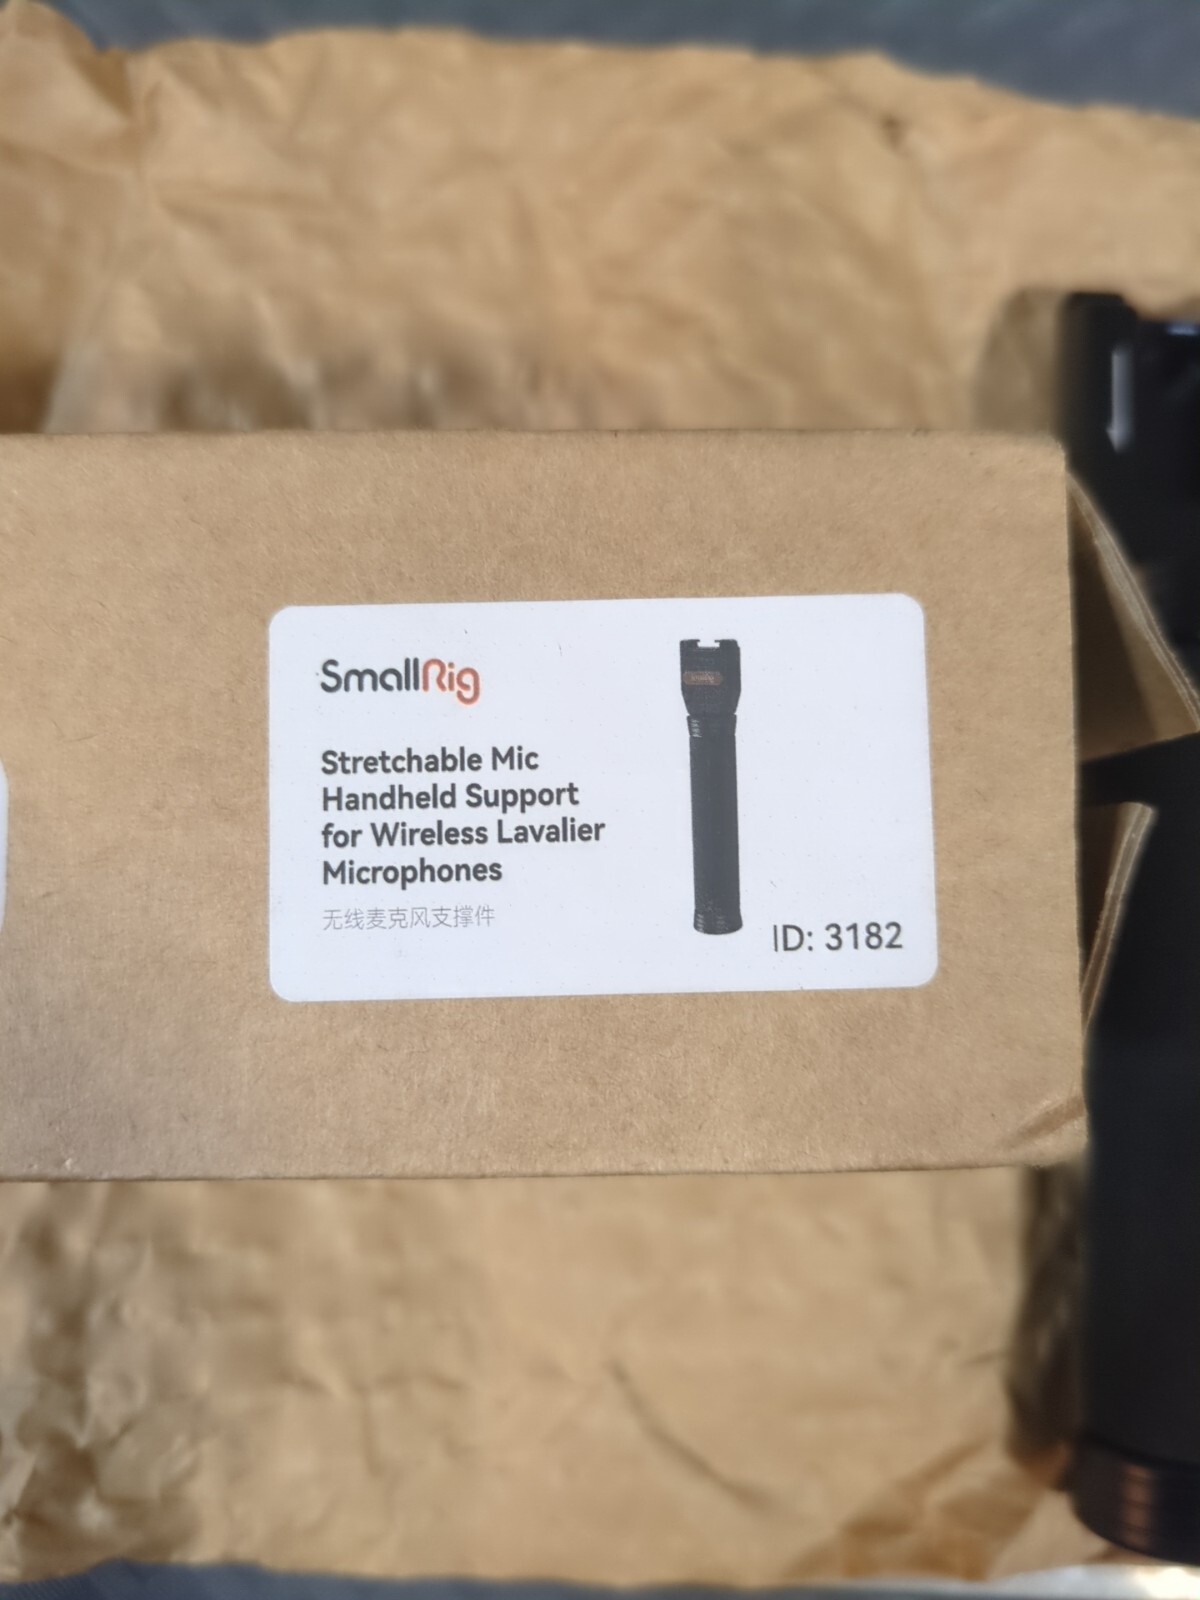 SmallRig
Stretchable Mic
Handheld Support
for Wireless Lavalier
Microphones
无线麦克风支撑件
ID: 3182